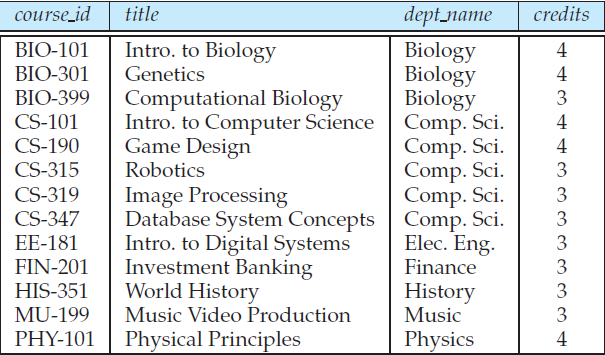 course_id title dept_name credits
BIO-101 Intro. to Biology Biology 4
BIO-301 Genetics Biology 4
BIO-399 Computational Biology Biology 3
CS-101 Intro. to Computer Science Comp. Sci. 4
CS-190 Game Design Comp. Sci. 4
CS-315 Robotics Comp. Sci. 3
CS-319 Image Processing Comp. Sci. 3
CS-347 Database System Concepts Comp. Sci. 3
EE-181 Intro. to Digital Systems Elec. Eng. 3
FIN-201 Investment Banking Finance 3
HIS-351 World History History 3
MU-199 Music Video Production Music 3
PHY-101 Physical Principles Physics 4